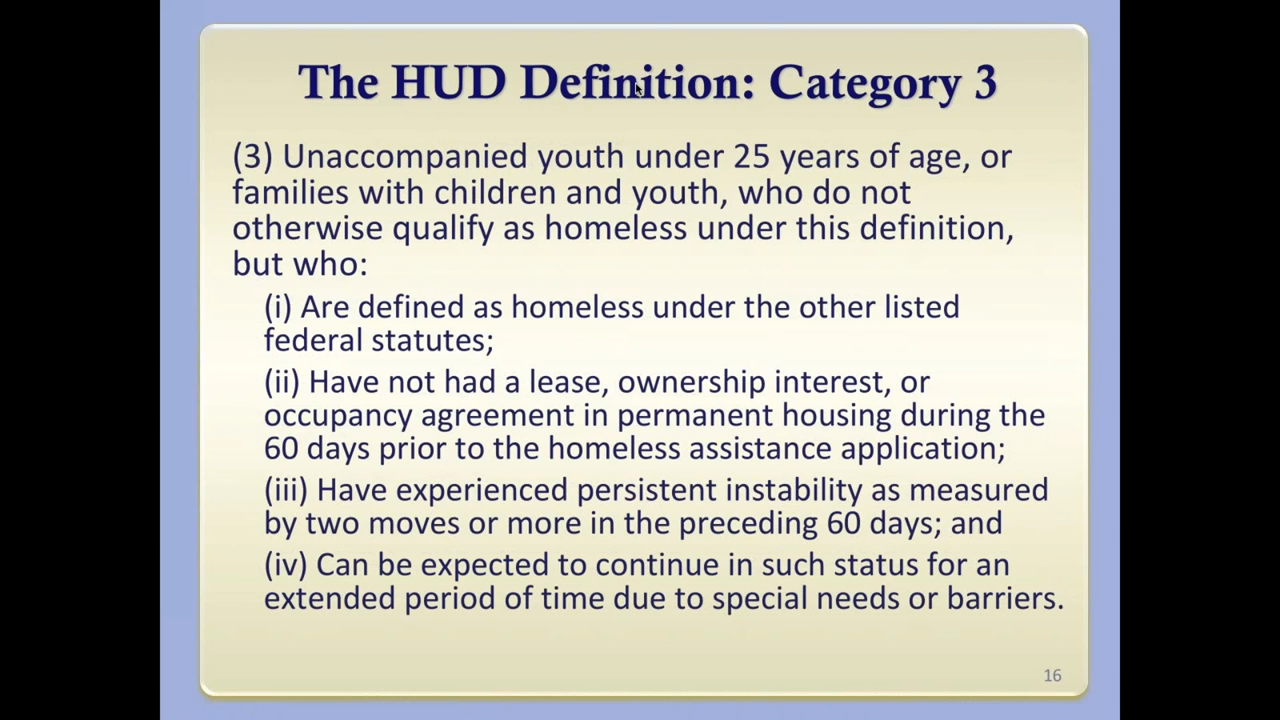 The HUD Definition: Category 3
(3) Unaccompanied youth under 25 years of age, or
families with children and youth, who do not
otherwise qualify as homeless under this definition,
but who:
(i) Are defined as homeless under the other listed
federal statutes;
(ii) Have not had a lease, ownership interest, or
occupancy agreement in permanent housing during the
60 days prior to the homeless assistance application;
(iii) Have experienced persistent instability as measured
by two moves or more in the preceding 60 days; and
(iv) Can be expected to continue in such status for an
extended period of time due to special needs or barriers.
16